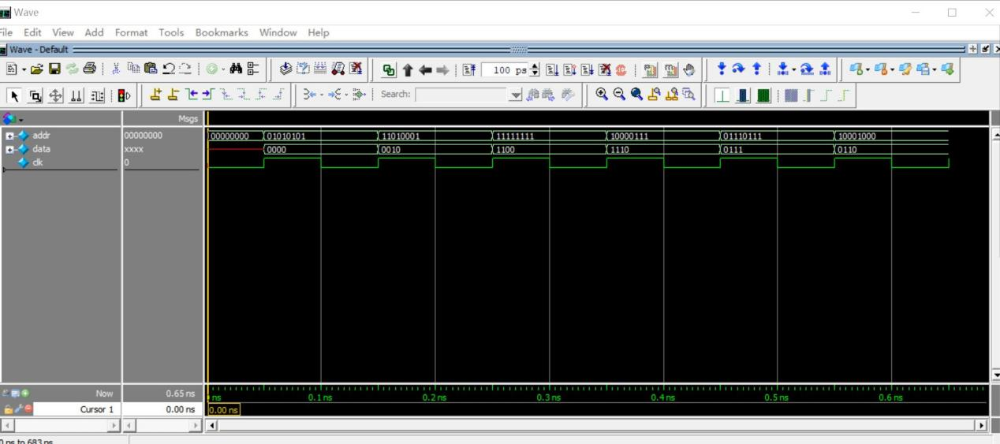 Wave
File Edit View Add Format Tools Bookmarks Window Help
Wave - Default
100 ps
Search:
Msgs
addr 00000000 00000000 01010101 11010001 11111111 10000111 01110111 10001000
data xxxx 0000 0010 1100 1110 0111 0110
clk 0
Now 0.65 ns ns 0.1 ns 0.2 ns 0.3 ns 0.4 ns 0.5 ns 0.6 ns
Cursor 1 0.00 ns 0.00 ns
0 ns to 683 ns